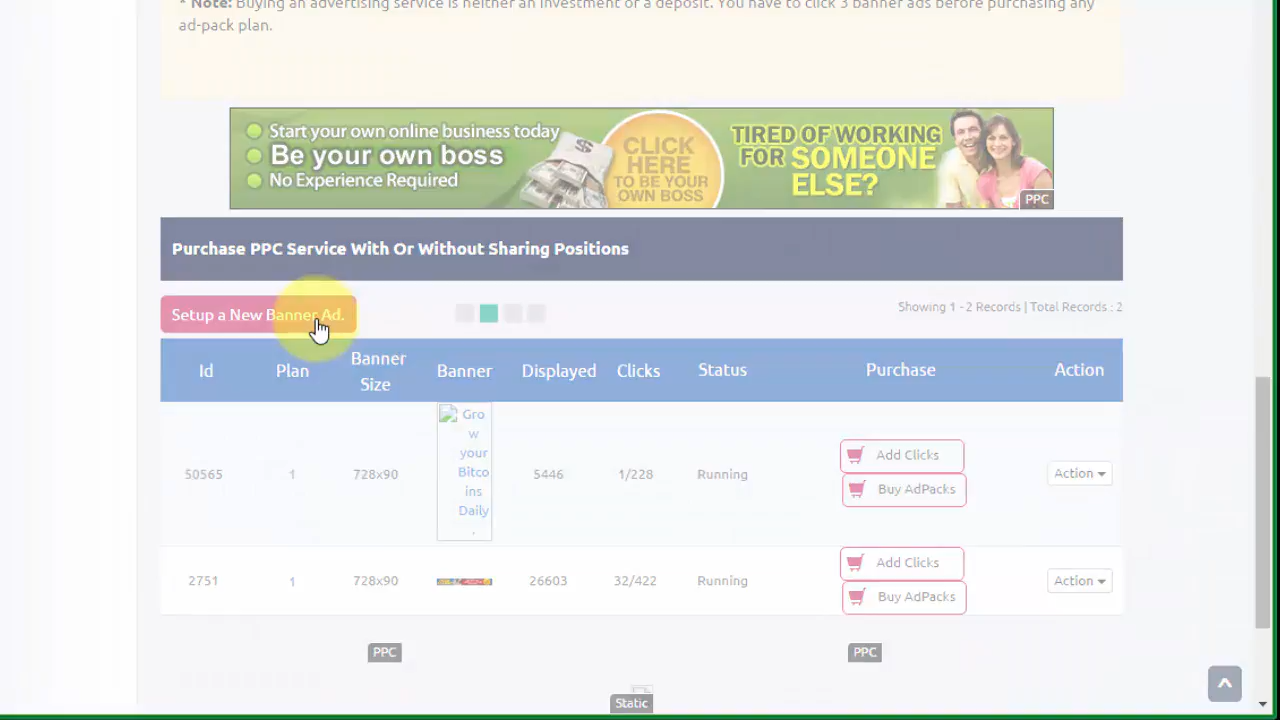 * Note: Buying an advertising service is neither an investment or a deposit. You have to click 3 banner ads before purchasing any
ad-pack plan.
Start your own online business today
Be your own boss
No Experience Required
CLICK
HERE
TO BE YOUR
OWN BOSS
TIRED OF WORKING
FOR SOMEONE
ELSE?
PPC
Purchase PPC Service With Or Without Sharing Positions
Setup a New Banner Ad.
Showing 1 - 2 Records | Total Records : 2
Id Plan Banner Size Banner Displayed Clicks Status Purchase Action
50565 1 728x90 5446 1/228 Running
Gro
w
your
Bitco
ins
Daily
.
Add Clicks
Buy AdPacks
Action
2751 1 728x90 26603 32/422 Running
Add Clicks
Buy AdPacks
Action
PPC PPC
Static